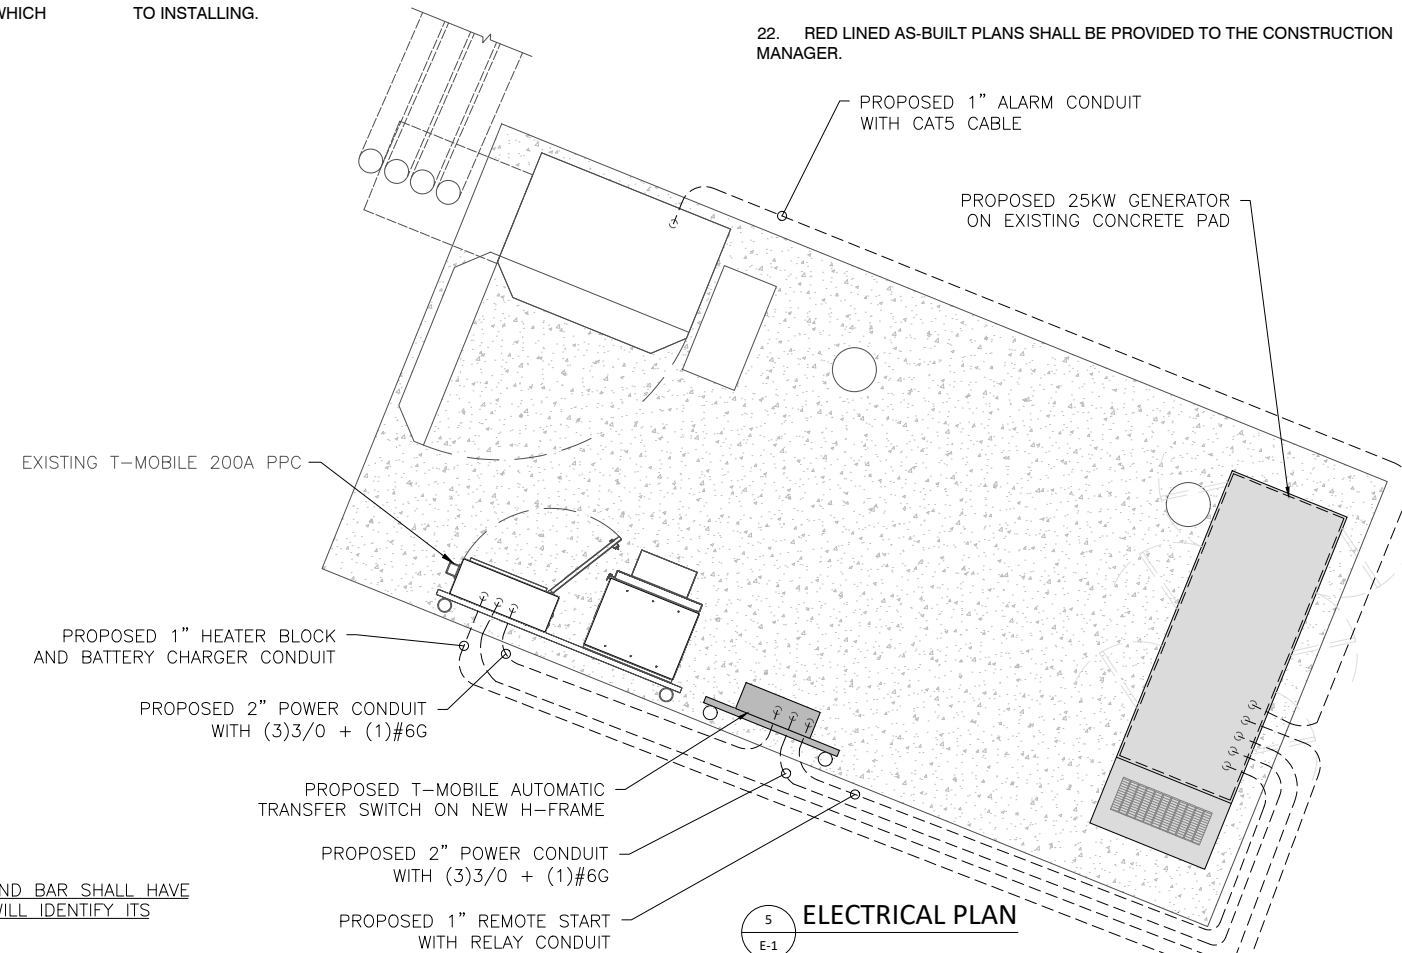 WHICH
TO INSTALLING.
22. RED LINED AS-BUILT PLANS SHALL BE PROVIDED TO THE CONSTRUCTION
MANAGER.
PROPOSED 1" ALARM CONDUIT
WITH CAT5 CABLE
PROPOSED 25KW GENERATOR
ON EXISTING CONCRETE PAD
EXISTING T-MOBILE 200A PPC
PROPOSED 1" HEATER BLOCK
AND BATTERY CHARGER CONDUIT
PROPOSED 2" POWER CONDUIT
WITH (3)3/0 + (1)#6G
PROPOSED T-MOBILE AUTOMATIC
TRANSFER SWITCH ON NEW H-FRAME
PROPOSED 2" POWER CONDUIT
WITH (3)3/0 + (1)#6G
ND BAR SHALL HAVE
WILL IDENTIFY ITS
PROPOSED 1" REMOTE START
WITH RELAY CONDUIT
5
E-1
ELECTRICAL PLAN